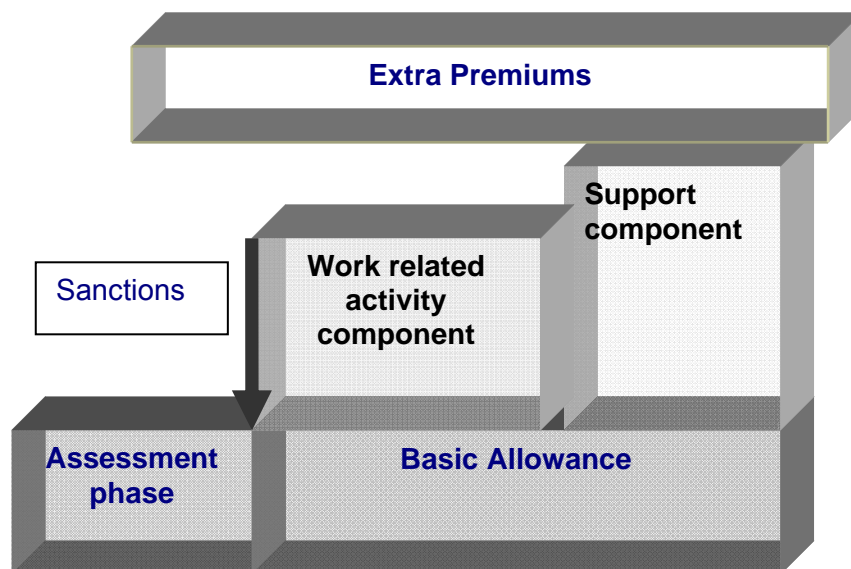 Extra Premiums
Support
component
Work related
activity
component
Sanctions
Assessment
phase
Basic Allowance